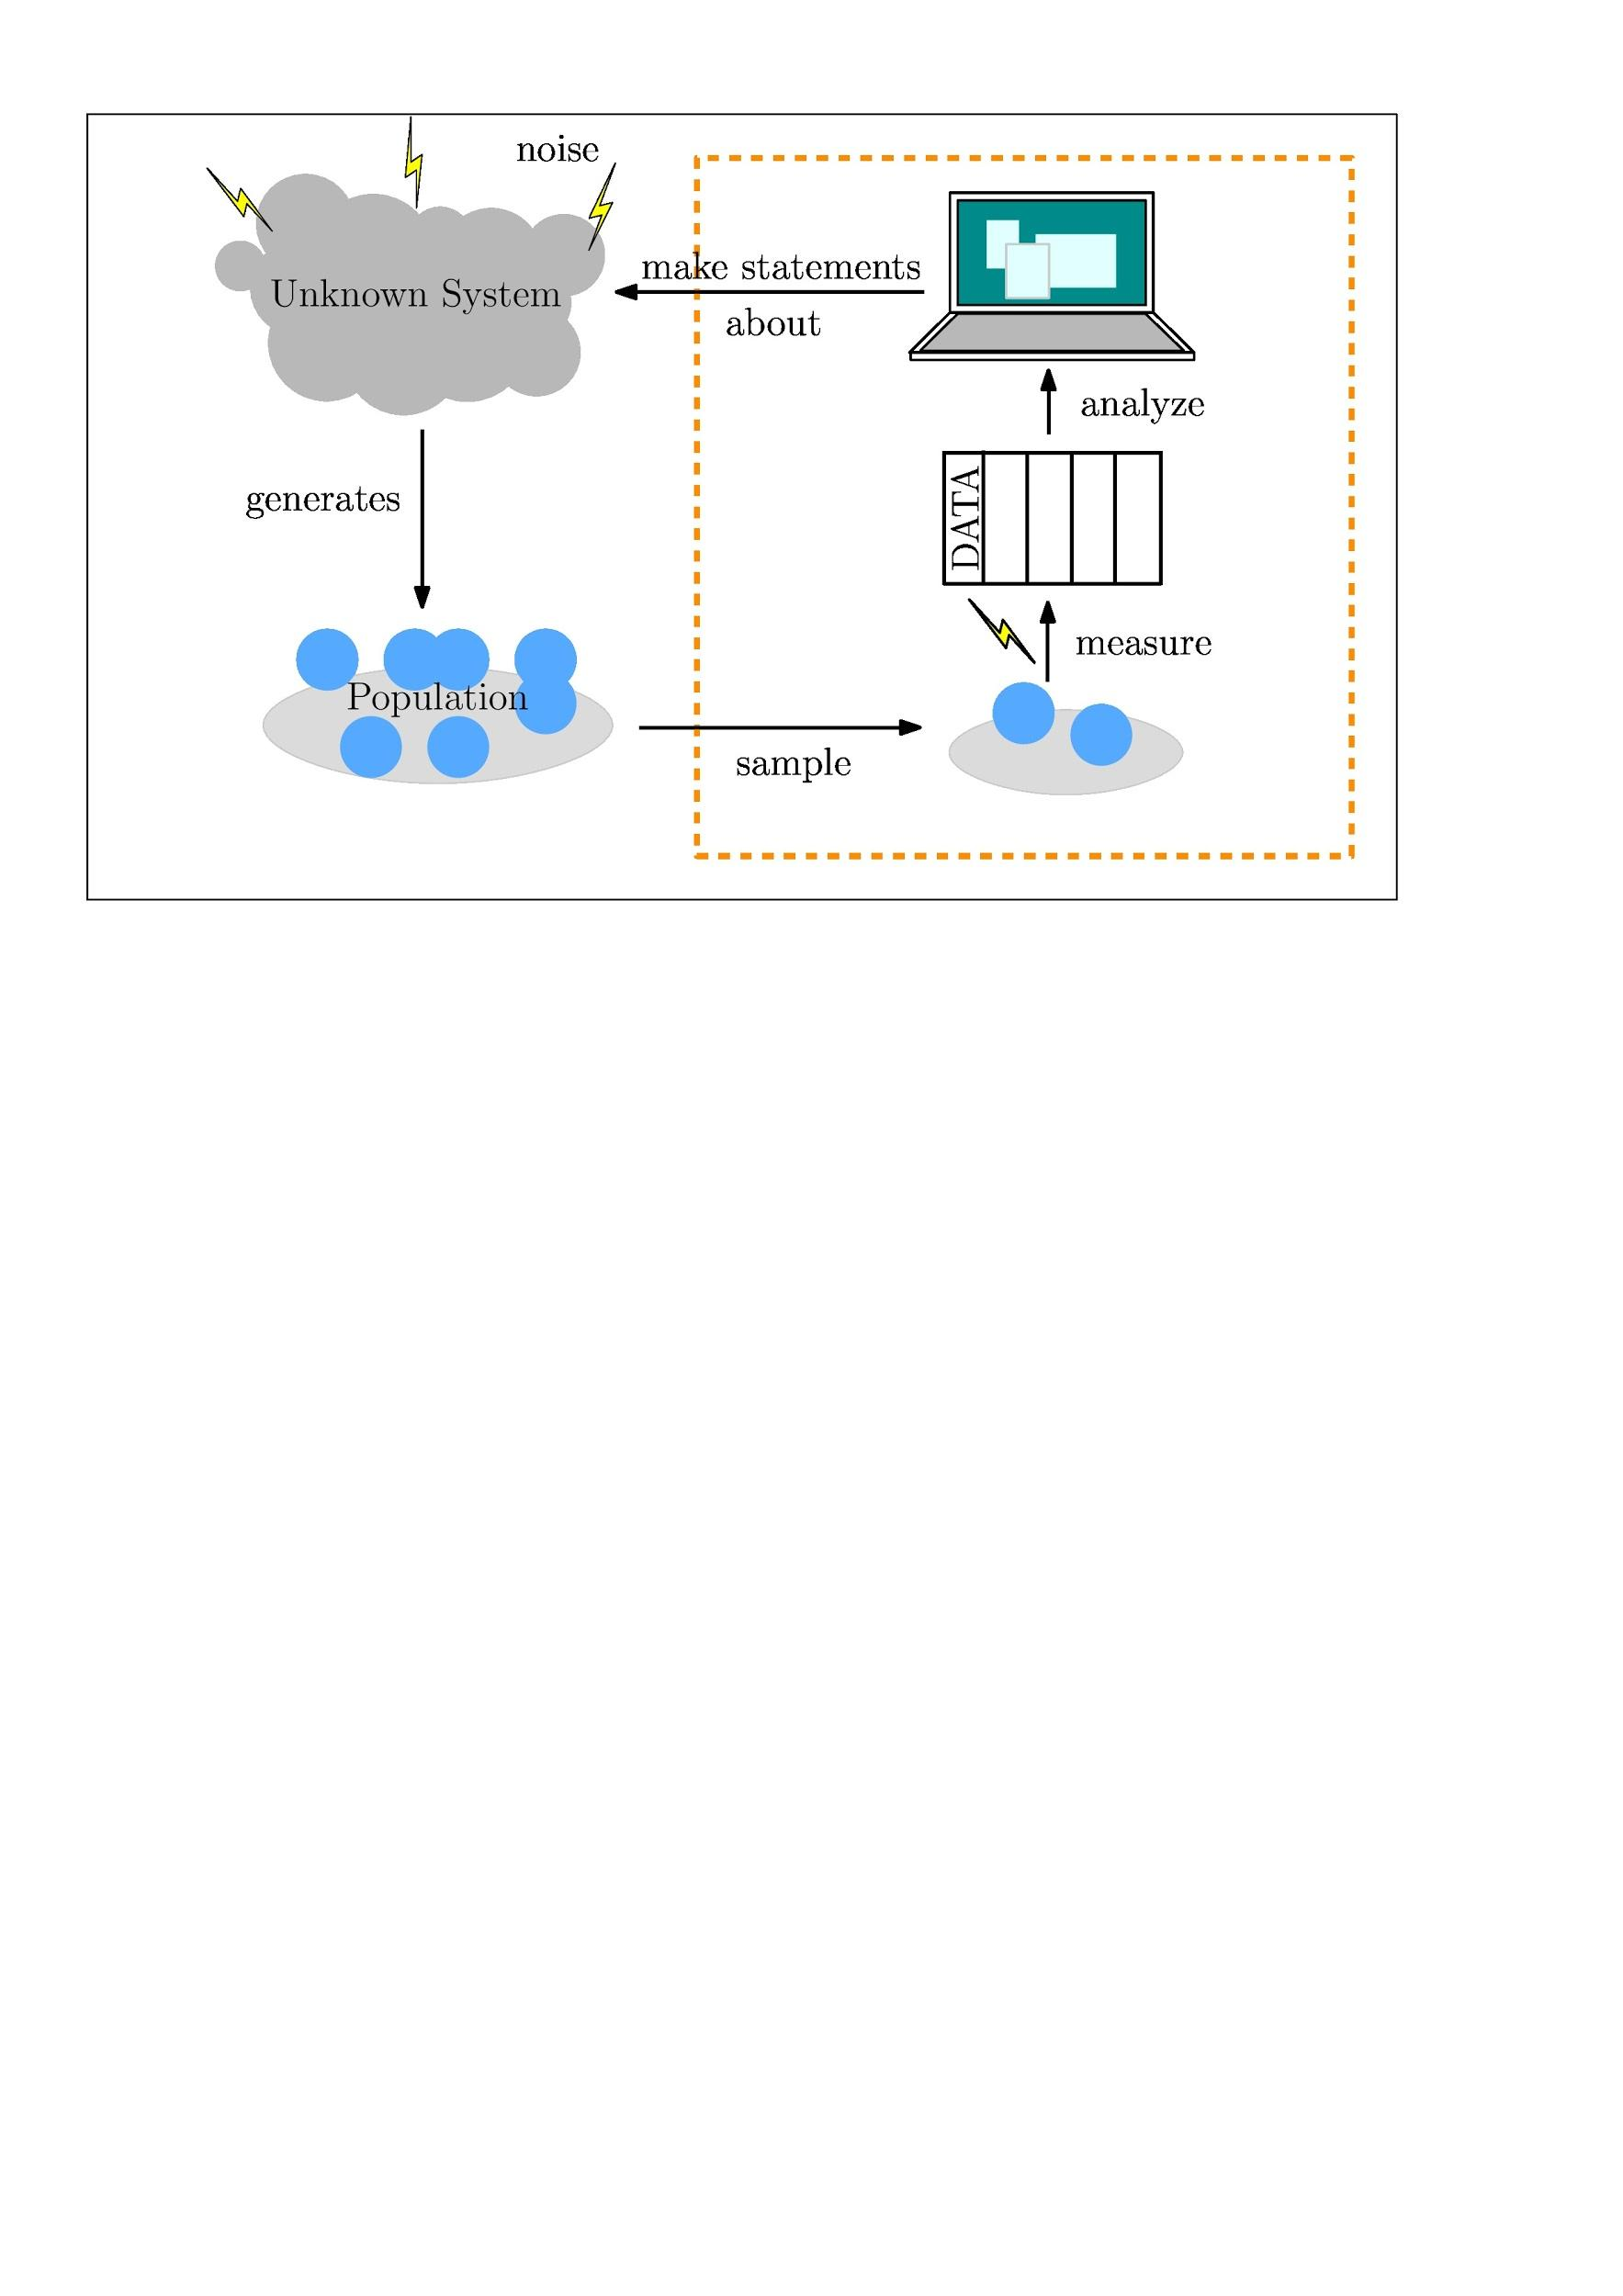 noise
Unknown System
make statements
about
analyze
generates
DATA
measure
Population
sample